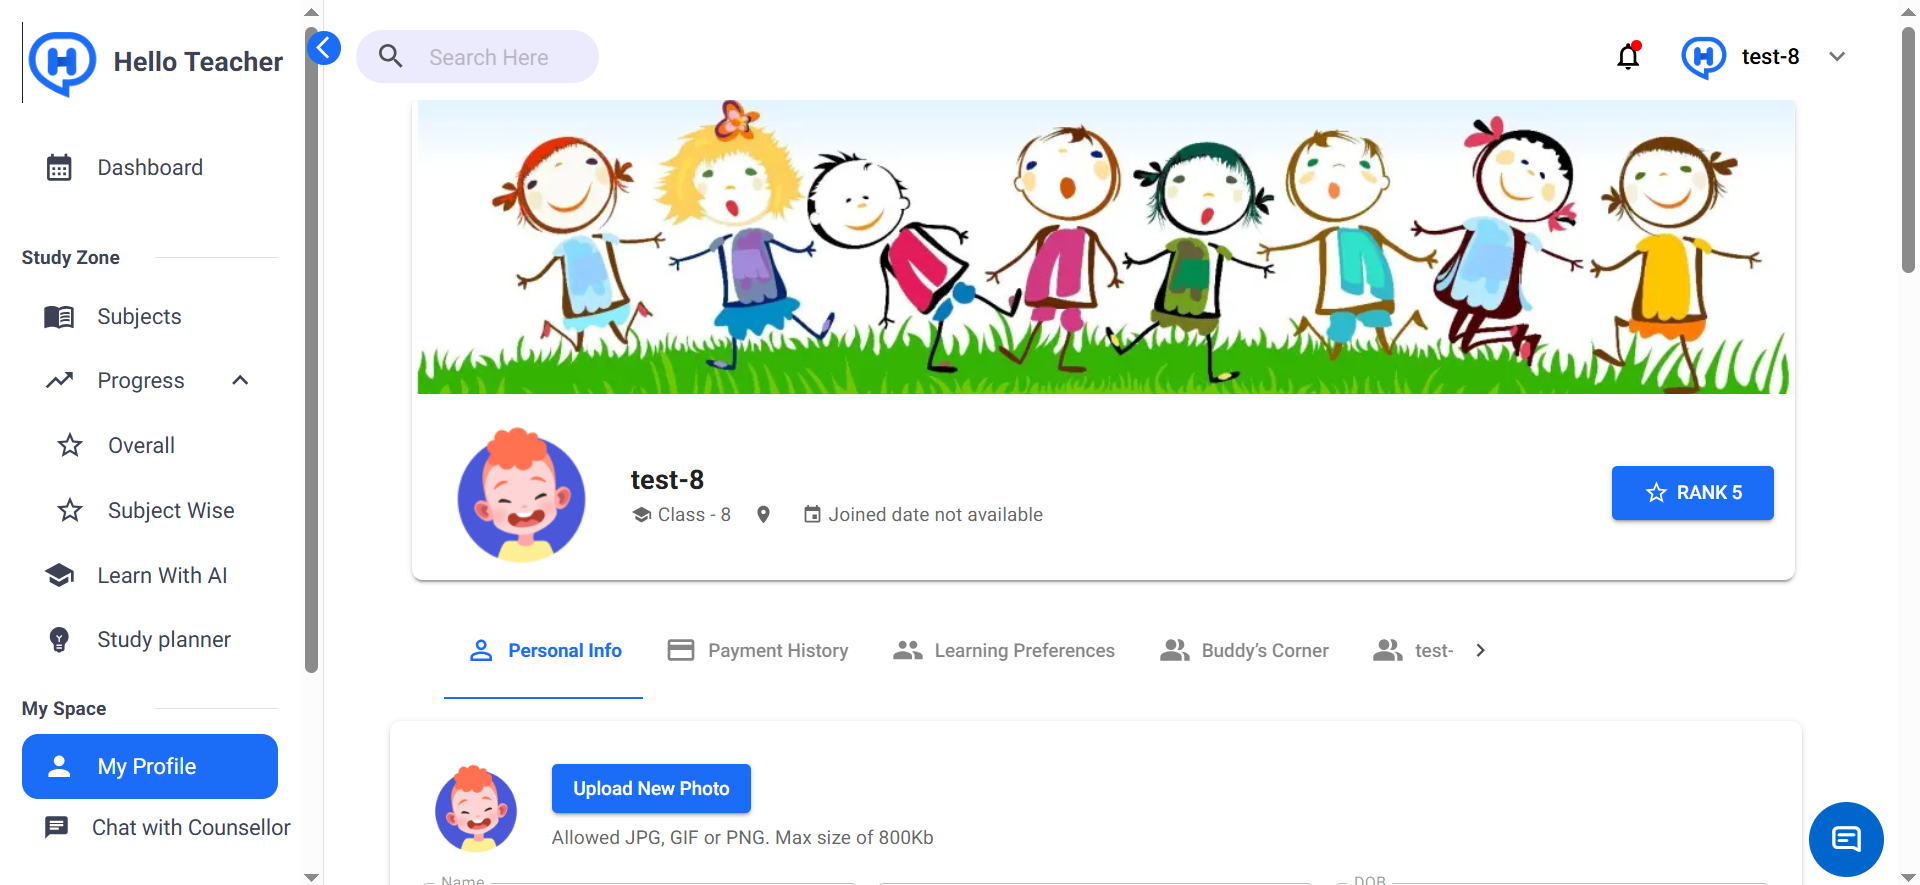 Hello Teacher
Search Here
test-8
Dashboard
Study Zone
Subjects
Progress
Overall
Subject Wise
Learn With AI
Study planner
My Space
My Profile
Chat with Counsellor
test-8
Class - 8
Joined date not available
RANK 5
Personal Info
Payment History
Learning Preferences
Buddy’s Corner
test-
Upload New Photo
Allowed JPG, GIF or PNG. Max size of 800Kb
Name
DOB